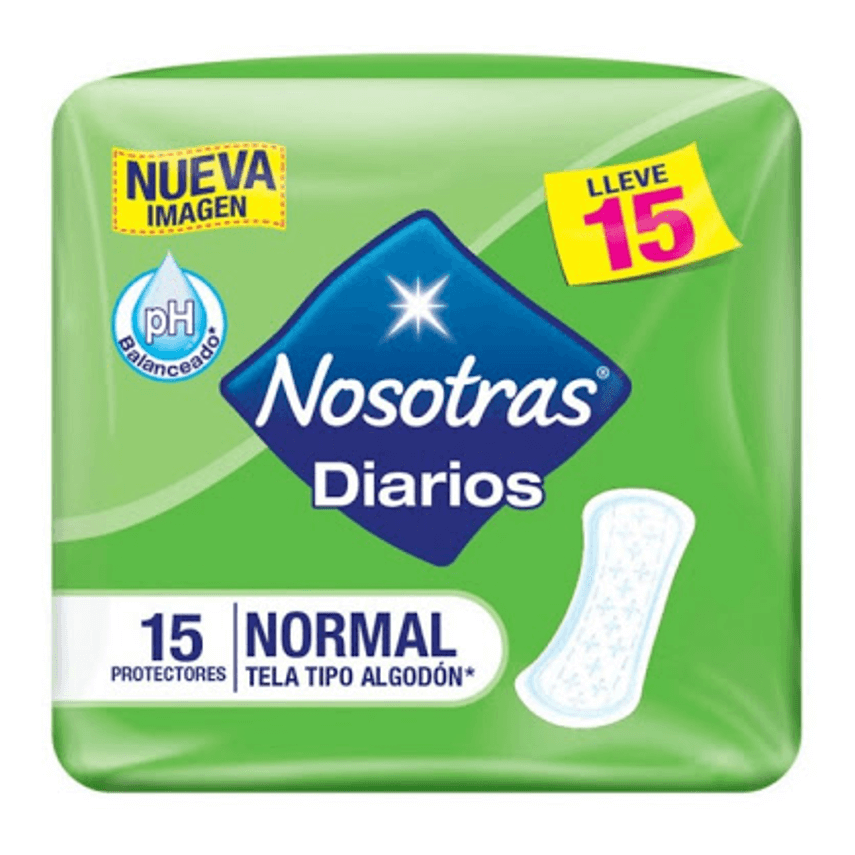 NUEVA
IMAGEN
LLEVE
15
pH
Balanceado*
Nosotras®
Diarios
15
PROTECTORES
NORMAL
TELA TIPO ALGODÓN*